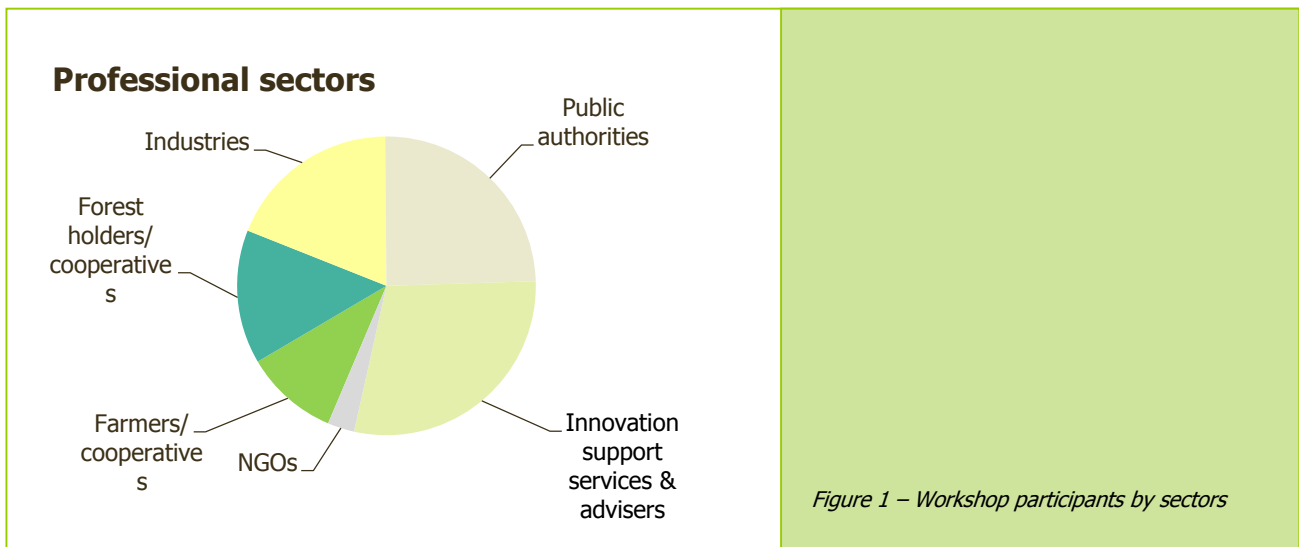 Professional sectors
Public
authorities
Industries
Forest
holders/
cooperative
s
Farmers/
cooperative
s
NGOs
Innovation
support
services &
advisers
Figure 1 – Workshop participants by sectors